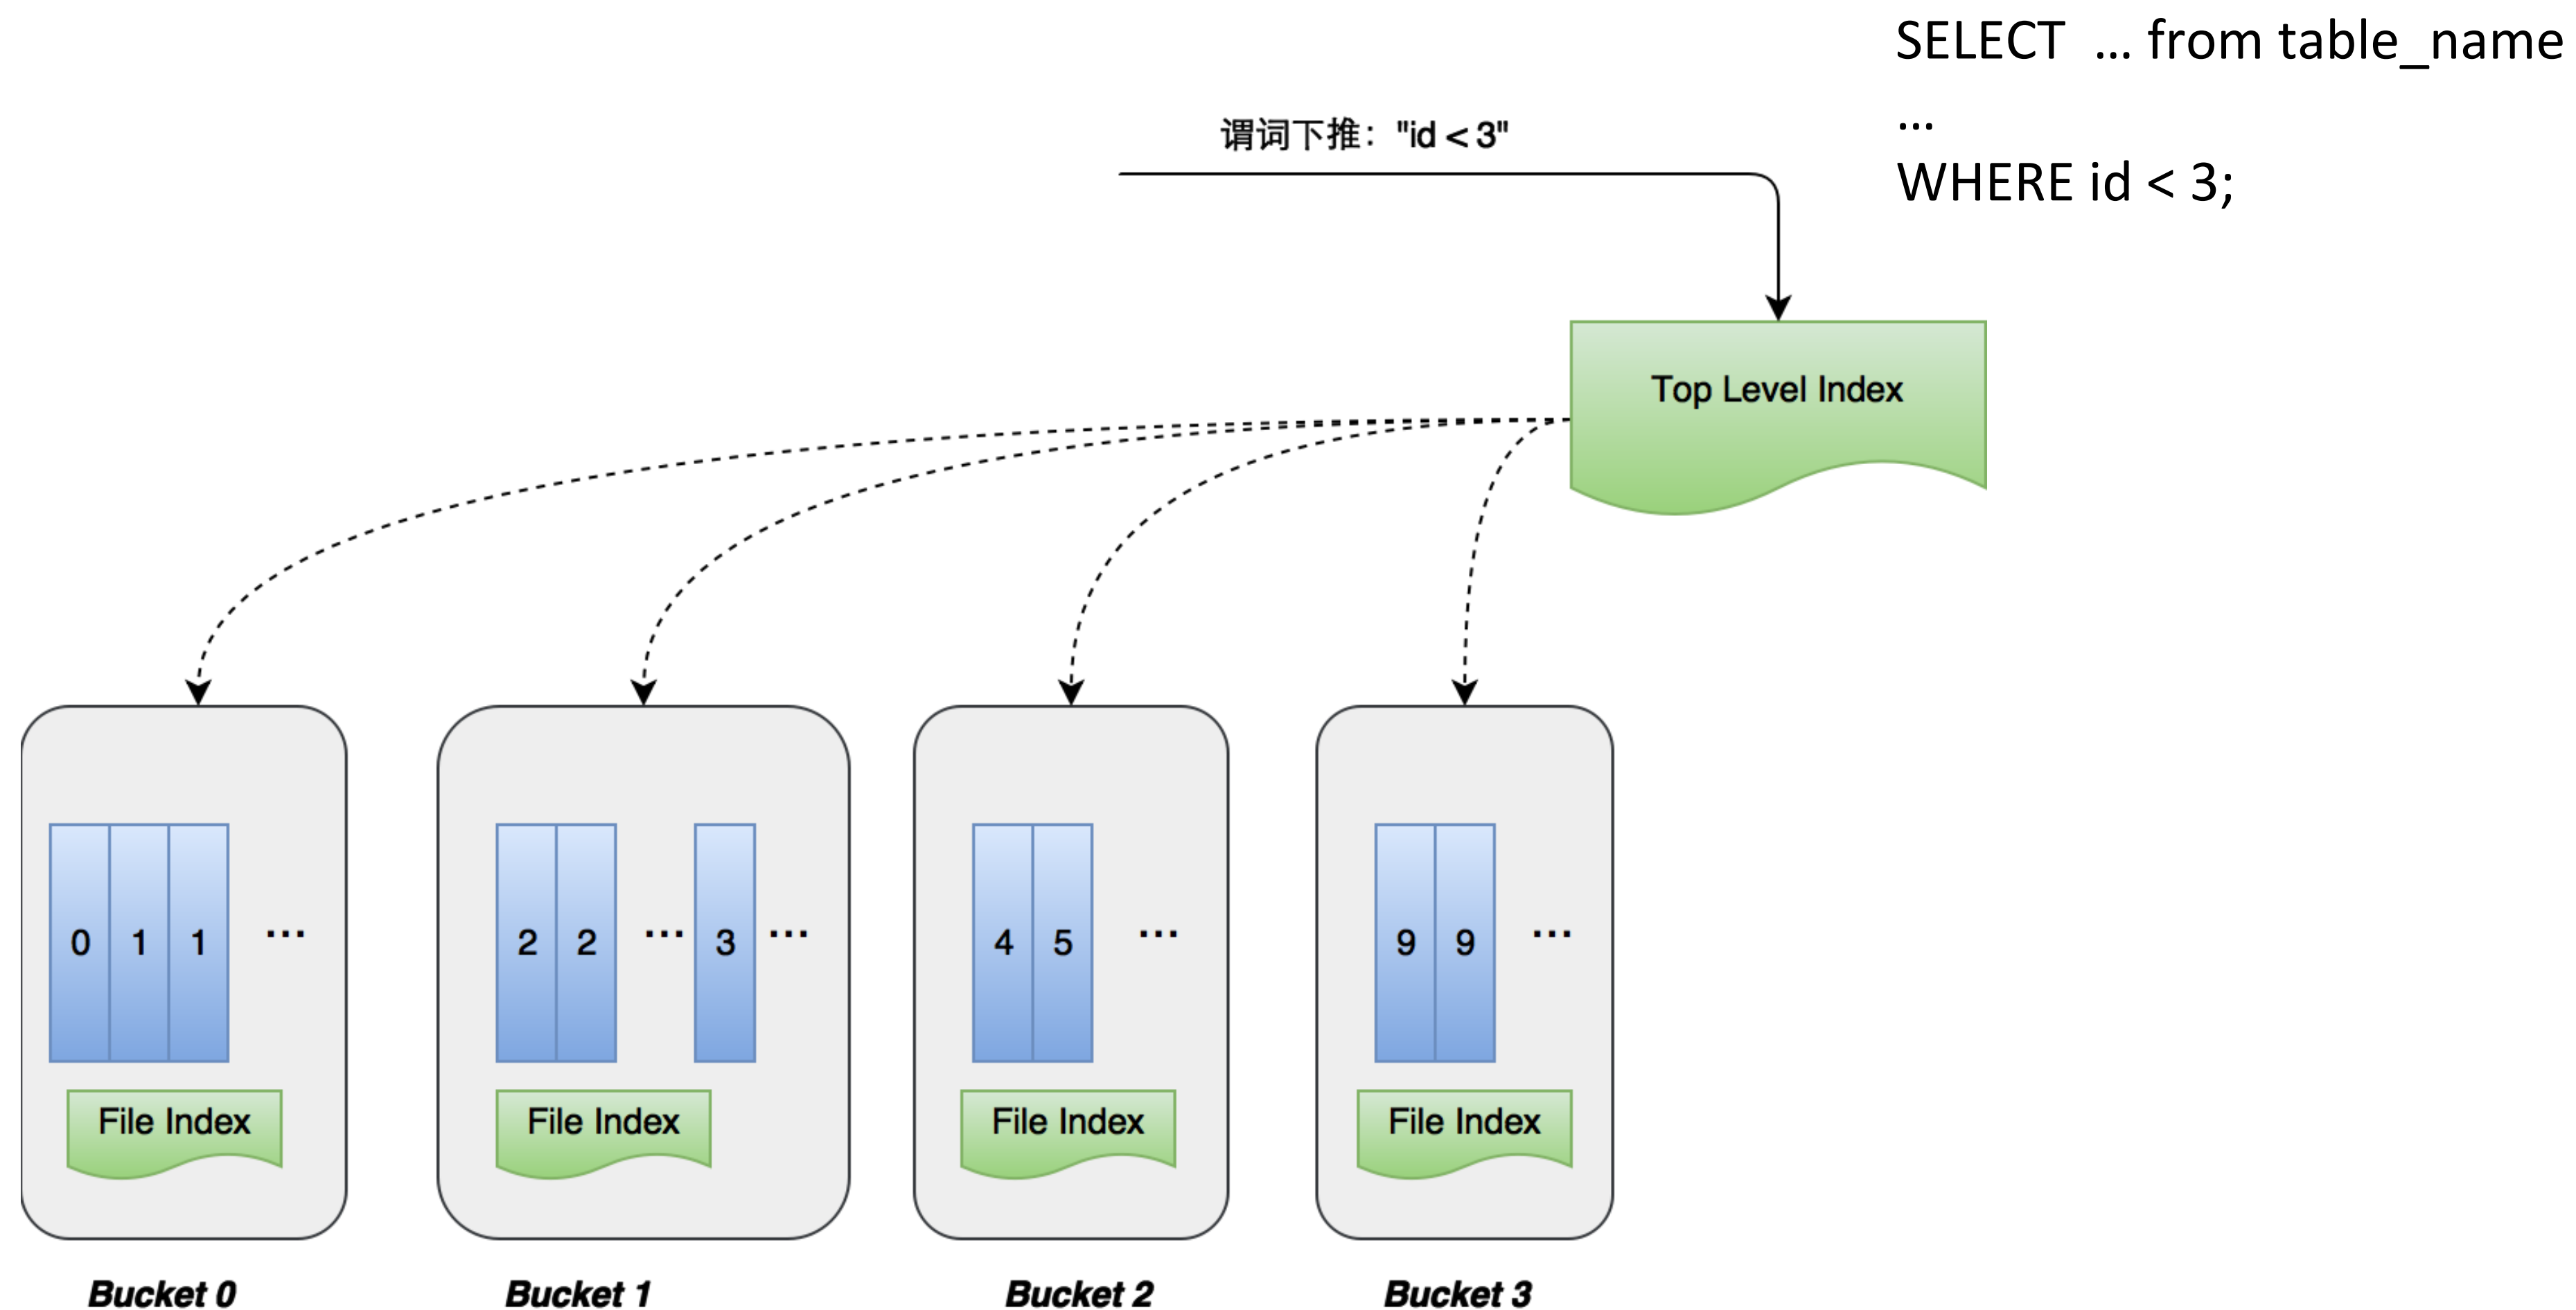 SELECT ... from table_name
...
WHERE id < 3;
谓词下推："id < 3"
Top Level Index
0 1 1 ...
2 2 ... 3 ...
4 5 ...
9 9 ...
File Index
File Index
File Index
File Index
Bucket 0
Bucket 1
Bucket 2
Bucket 3